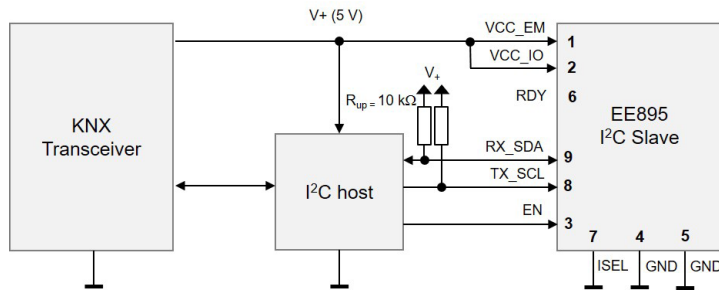 V+ (5 V)
VCC_EM
1
VCC_IO
2
V+
RDY
6
Rup = 10 kΩ
EE895
I²C Slave
KNX
Transceiver
RX_SDA
9
I²C host
TX_SCL
8
EN
3
7
4
5
ISEL
GND
GND